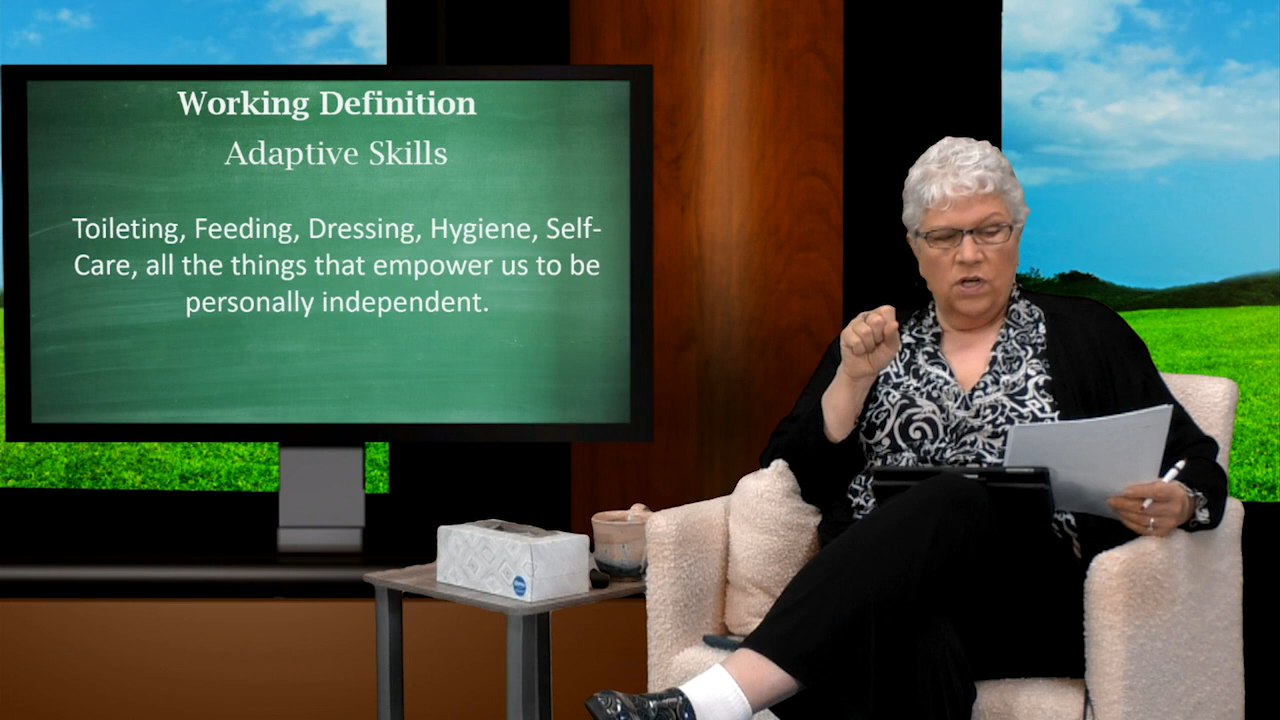 Working Definition
Adaptive Skills
Toileting, Feeding, Dressing, Hygiene, Self-
Care, all the things that empower us to be
personally independent.